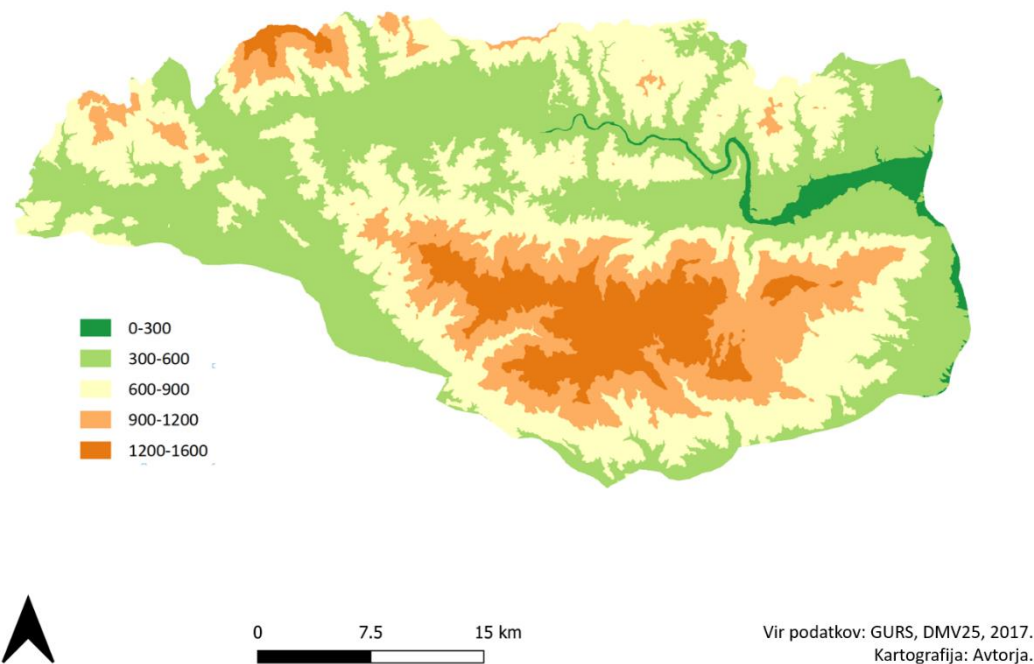 0-300
300-600
600-900
900-1200
1200-1600
0 7.5 15 km
Vir podatkov: GURS, DMV25, 2017.
Kartografija: Avtorja.